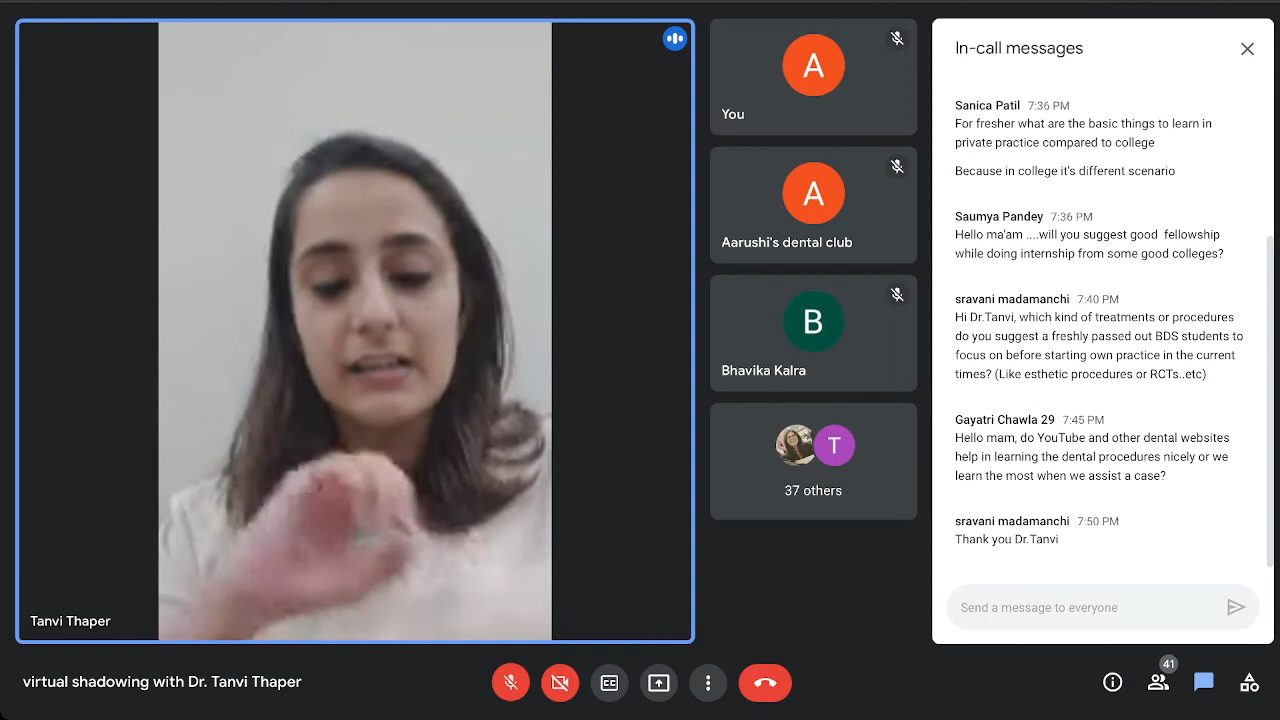 Tanvi Thaper
A
You
A
Aarushi's dental club
B
Bhavika Kalra
T
37 others
In-call messages
Sanica Patil 7:36 PM
For fresher what are the basic things to learn in
private practice compared to college
Because in college it's different scenario
Saumya Pandey 7:36 PM
Hello ma'am ....will you suggest good fellowship
while doing internship from some good colleges?
sravani madamanchi 7:40 PM
Hi Dr.Tanvi, which kind of treatments or procedures
do you suggest a freshly passed out BDS students to
focus on before starting own practice in the current
times? (Like esthetic procedures or RCTs..etc)
Gayatri Chawla 29 7:45 PM
Hello mam, do YouTube and other dental websites
help in learning the dental procedures nicely or we
learn the most when we assist a case?
sravani madamanchi 7:50 PM
Thank you Dr.Tanvi
Send a message to everyone
virtual shadowing with Dr. Tanvi Thaper
CC
41